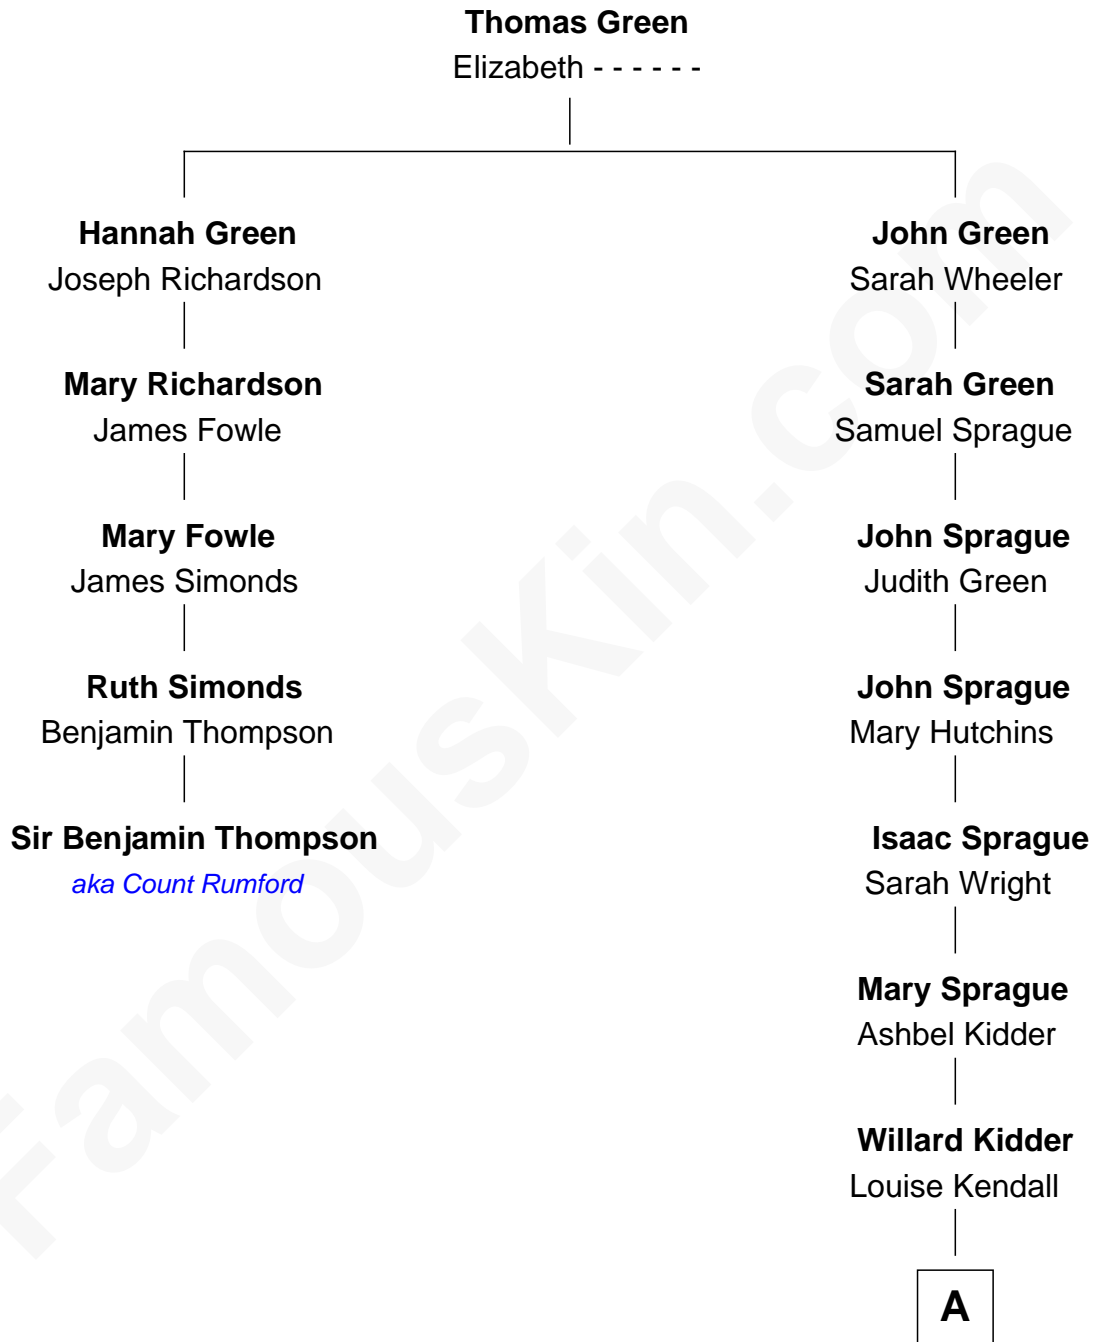 Thomas Green
Elizabeth - - - - - -
Hannah Green
Joseph Richardson
John Green
Sarah Wheeler
Mary Richardson
James Fowle
Sarah Green
Samuel Sprague
Mary Fowle
James Simonds
John Sprague
Judith Green
Ruth Simonds
Benjamin Thompson
John Sprague
Mary Hutchins
Sir Benjamin Thompson
aka Count Rumford
Isaac Sprague
Sarah Wright
Mary Sprague
Ashbel Kidder
Willard Kidder
Louise Kendall
A
FamousKin.com